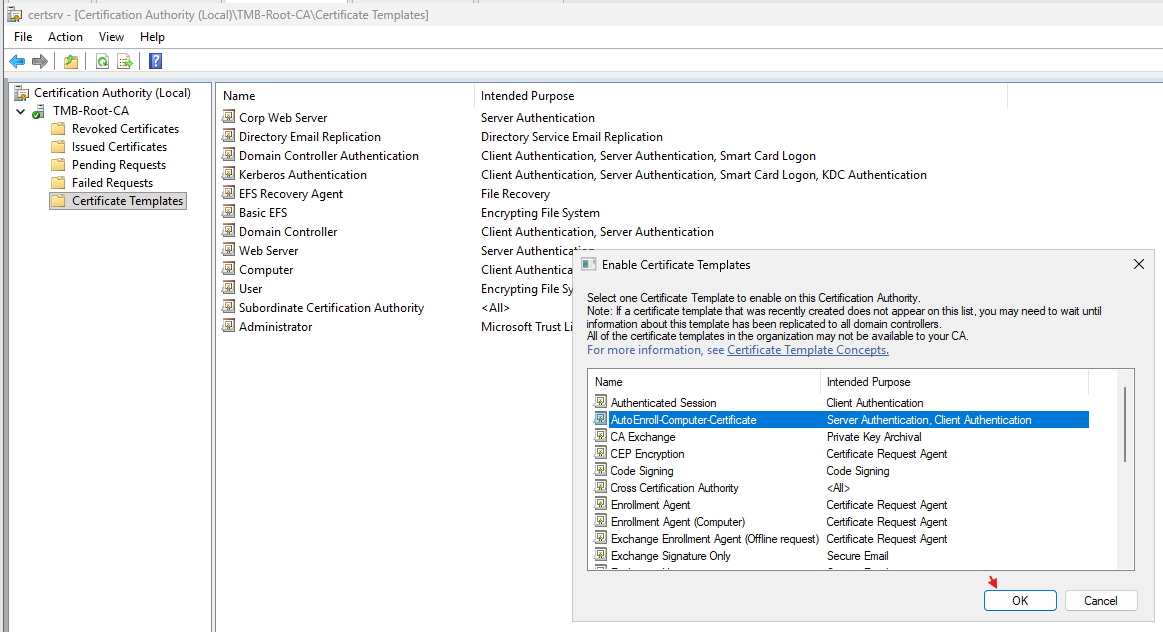 certsrv - [Certification Authority (Local)\TMB-Root-CA\Certificate Templates]
File Action View Help
Certification Authority (Local)
TMB-Root-CA
Revoked Certificates
Issued Certificates
Pending Requests
Failed Requests
Certificate Templates
Name Intended Purpose
Corp Web Server Server Authentication
Directory Email Replication Directory Service Email Replication
Domain Controller Authentication Client Authentication, Server Authentication, Smart Card Logon
Kerberos Authentication Client Authentication, Server Authentication, Smart Card Logon, KDC Authentication
EFS Recovery Agent File Recovery
Basic EFS Encrypting File System
Domain Controller Client Authentication, Server Authentication
Web Server Server Authentication
Computer Client Authentica
User Encrypting File Sy
Subordinate Certification Authority <All>
Administrator Microsoft Trust Li
Enable Certificate Templates
Select one Certificate Template to enable on this Certification Authority.
Note: If a certificate template that was recently created does not appear on this list, you may need to wait until
information about this template has been replicated to all domain controllers.
All of the certificate templates in the organization may not be available to your CA.
For more information, see Certificate Template Concepts.
Name Intended Purpose
Authenticated Session Client Authentication
AutoEnroll-Computer-Certificate Server Authentication, Client Authentication
CA Exchange Private Key Archival
CEP Encryption Certificate Request Agent
Code Signing Code Signing
Cross Certification Authority <All>
Enrollment Agent Certificate Request Agent
Enrollment Agent (Computer) Certificate Request Agent
Exchange Enrollment Agent (Offline request) Certificate Request Agent
Exchange Signature Only Secure Email
OK Cancel